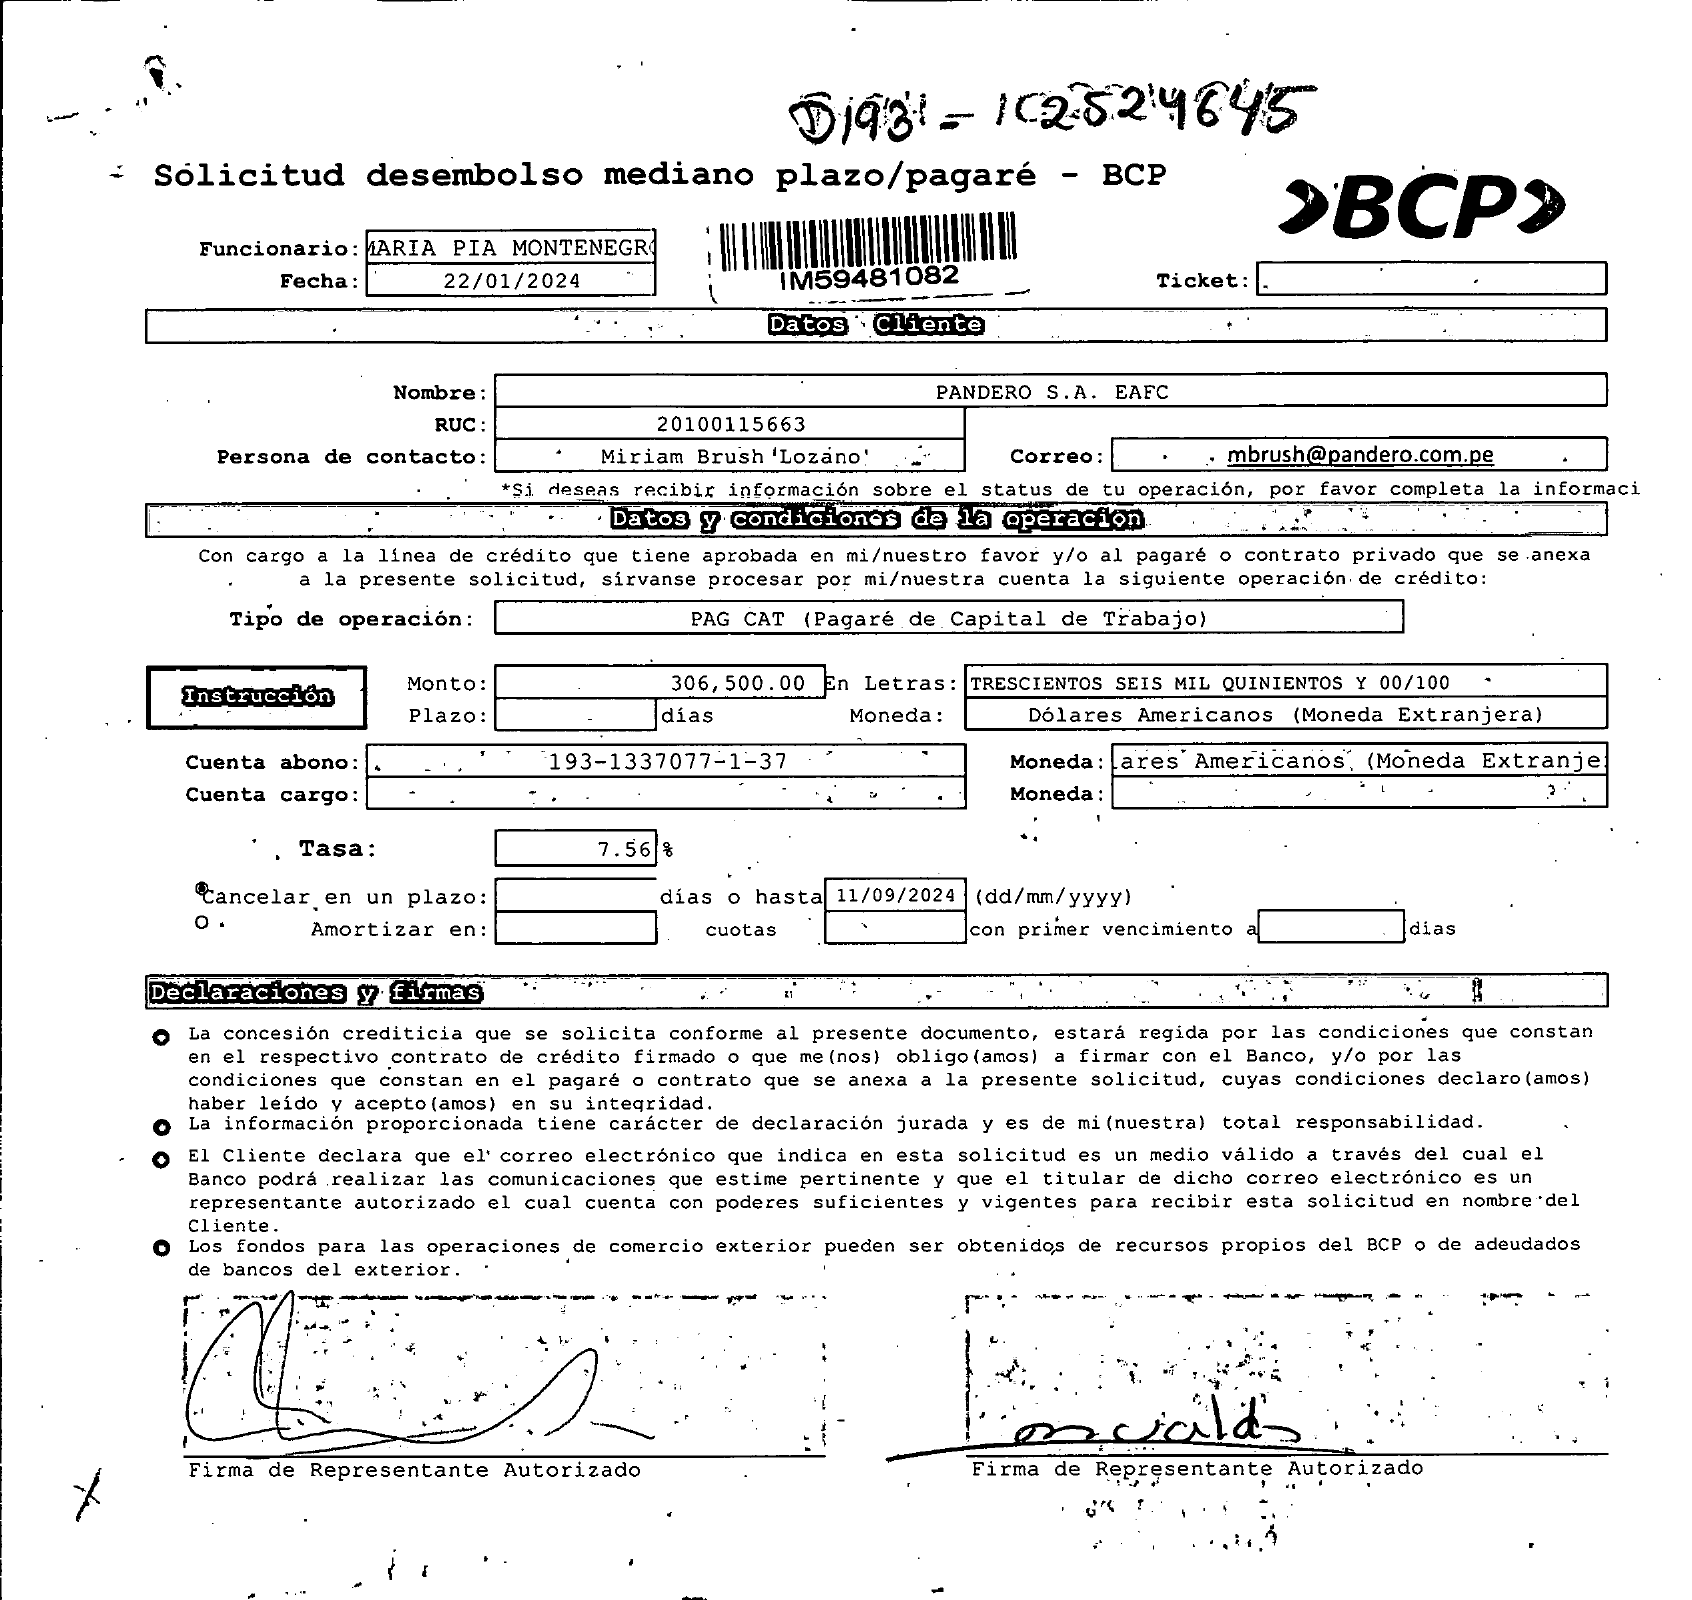 D193 - 1C2524645
Solicitud desembolso mediano plazo/pagaré - BCP
»BCP»
Funcionario: MARIA PIA MONTENEGRO
IM59481082
Fecha: 22/01/2024
Ticket:
Datos Cliente
Nombre: PANDERO S.A. EAFC
RUC: 20100115663
Persona de contacto: Miriam Brush Lozano Correo: mbrush@pandero.com.pe
*Si deseas recibir información sobre el status de tu operación, por favor completa la informaci
Datos y condiciones de la operación
Con cargo a la línea de crédito que tiene aprobada en mi/nuestro favor y/o al pagaré o contrato privado que se anexa
a la presente solicitud, sírvanse procesar por mi/nuestra cuenta la siguiente operación de crédito:
Tipo de operación: PAG CAT (Pagaré de Capital de Trabajo)
Instrucción
Monto: 306,500.00 En Letras: TRESCIENTOS SEIS MIL QUINIENTOS Y 00/100
Plazo: días Moneda: Dólares Americanos (Moneda Extranjera)
Cuenta abono: 193-1337077-1-37 Moneda: lares Americanos (Moneda Extranje
Cuenta cargo: Moneda:
Tasa: 7.56 %
Cancelar en un plazo: días o hasta 11/09/2024 (dd/mm/yyyy)
Amortizar en: cuotas con primer vencimiento a días
Declaraciones y firmas
La concesión crediticia que se solicita conforme al presente documento, estará regida por las condiciones que constan
en el respectivo contrato de crédito firmado o que me(nos) obligo(amos) a firmar con el Banco, y/o por las
condiciones que constan en el pagaré o contrato que se anexa a la presente solicitud, cuyas condiciones declaro(amos)
haber leído y acepto(amos) en su integridad.
La información proporcionada tiene carácter de declaración jurada y es de mi(nuestra) total responsabilidad.
El Cliente declara que el correo electrónico que indica en esta solicitud es un medio válido a través del cual el
Banco podrá realizar las comunicaciones que estime pertinente y que el titular de dicho correo electrónico es un
representante autorizado el cual cuenta con poderes suficientes y vigentes para recibir esta solicitud en nombre del
Cliente.
Los fondos para las operaciones de comercio exterior pueden ser obtenidos de recursos propios del BCP o de adeudados
de bancos del exterior.
Firma de Representante Autorizado
Firma de Representante Autorizado